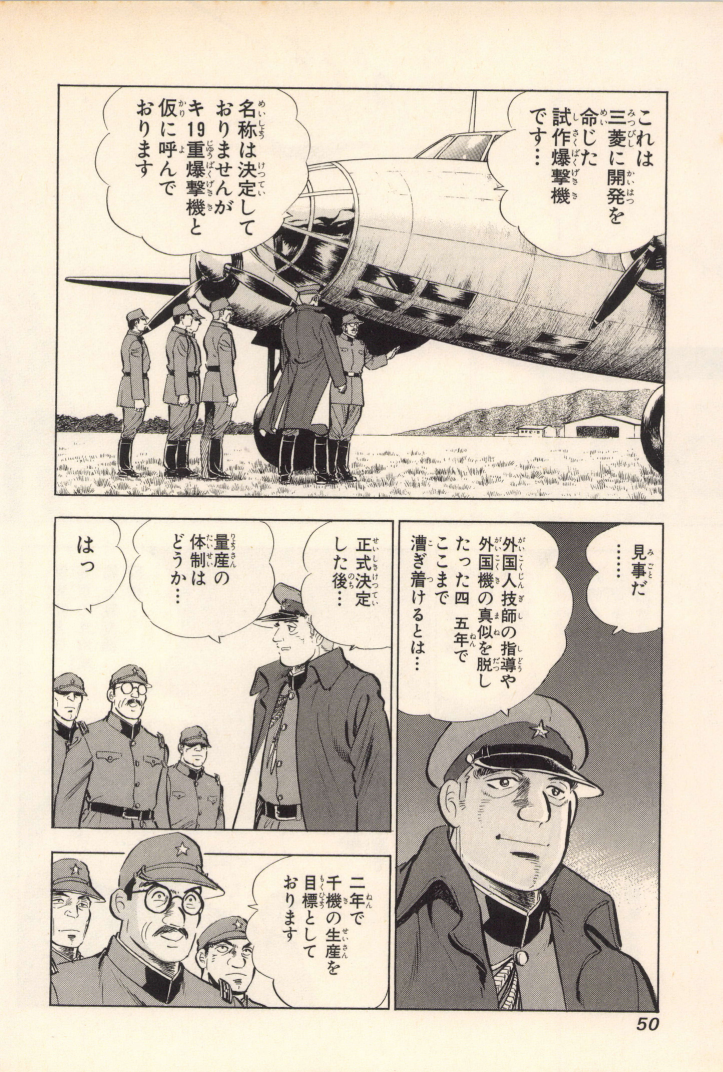 これは
三菱に開発を
命じた
試作爆撃機
です…
名称は決定して
おりませんが
キ19重爆撃機と
仮に呼んで
おります
見事だ
……
外国人技師の指導や
外国機の真似を脱し
たった四　五年で
ここまで
漕ぎ着けるとは…
正式決定
した後…
量産の
体制は
どうか…
はっ
二年で
千機の生産を
目標として
おります
50